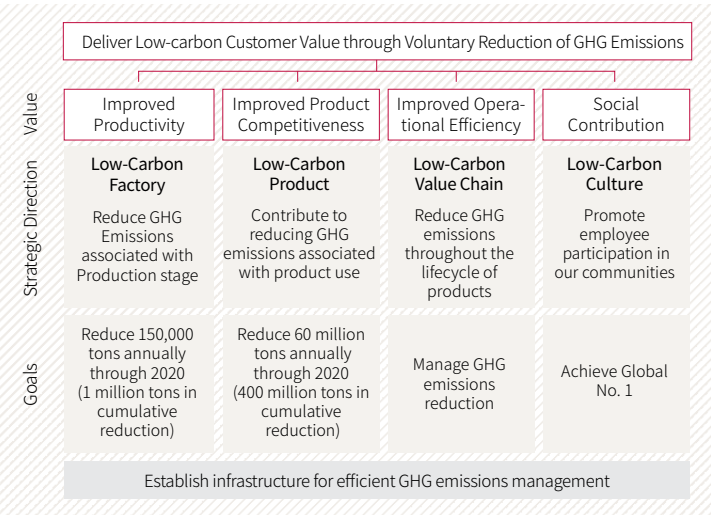 Deliver Low-carbon Customer Value through Voluntary Reduction of GHG Emissions
Value
Improved
Productivity
Improved Product
Competitiveness
Improved Opera-
tional Efficiency
Social
Contribution
Strategic Direction
Low-Carbon
Factory
Reduce GHG
Emissions
associated with
Production stage
Low-Carbon
Product
Contribute to
reducing GHG
emissions associated
with product use
Low-Carbon
Value Chain
Reduce GHG
emissions
throughout the
lifecycle of
products
Low-Carbon
Culture
Promote
employee
participation in
our communities
Goals
Reduce 150,000
tons annually
through 2020
(1 million tons in
cumulative
reduction)
Reduce 60 million
tons annually
through 2020
(400 million tons in
cumulative
reduction)
Manage GHG
emissions
reduction
Achieve Global
No. 1
Establish infrastructure for efficient GHG emissions management